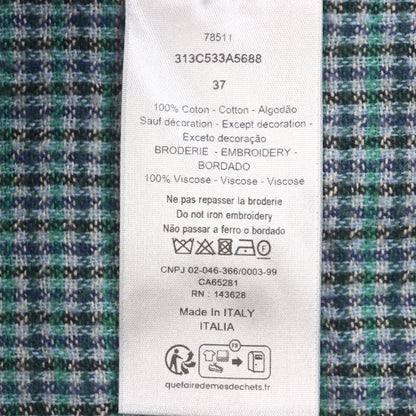 78511
313C533A5688
37
100% Coton - Cotton - Algodão
Sauf décoration - Except decoration -
Exceto decoração
BRODERIE - EMBROIDERY -
BORDADO
100% Viscose - Viscose - Viscose
Ne pas repasser la broderie
Do not iron embroidery
Não passar a ferro o bordado
CNPJ 02-046-366/0003-99
CA65281
RN : 143628
Made In ITALY
ITALIA
FR
quefairedemesdechets.fr